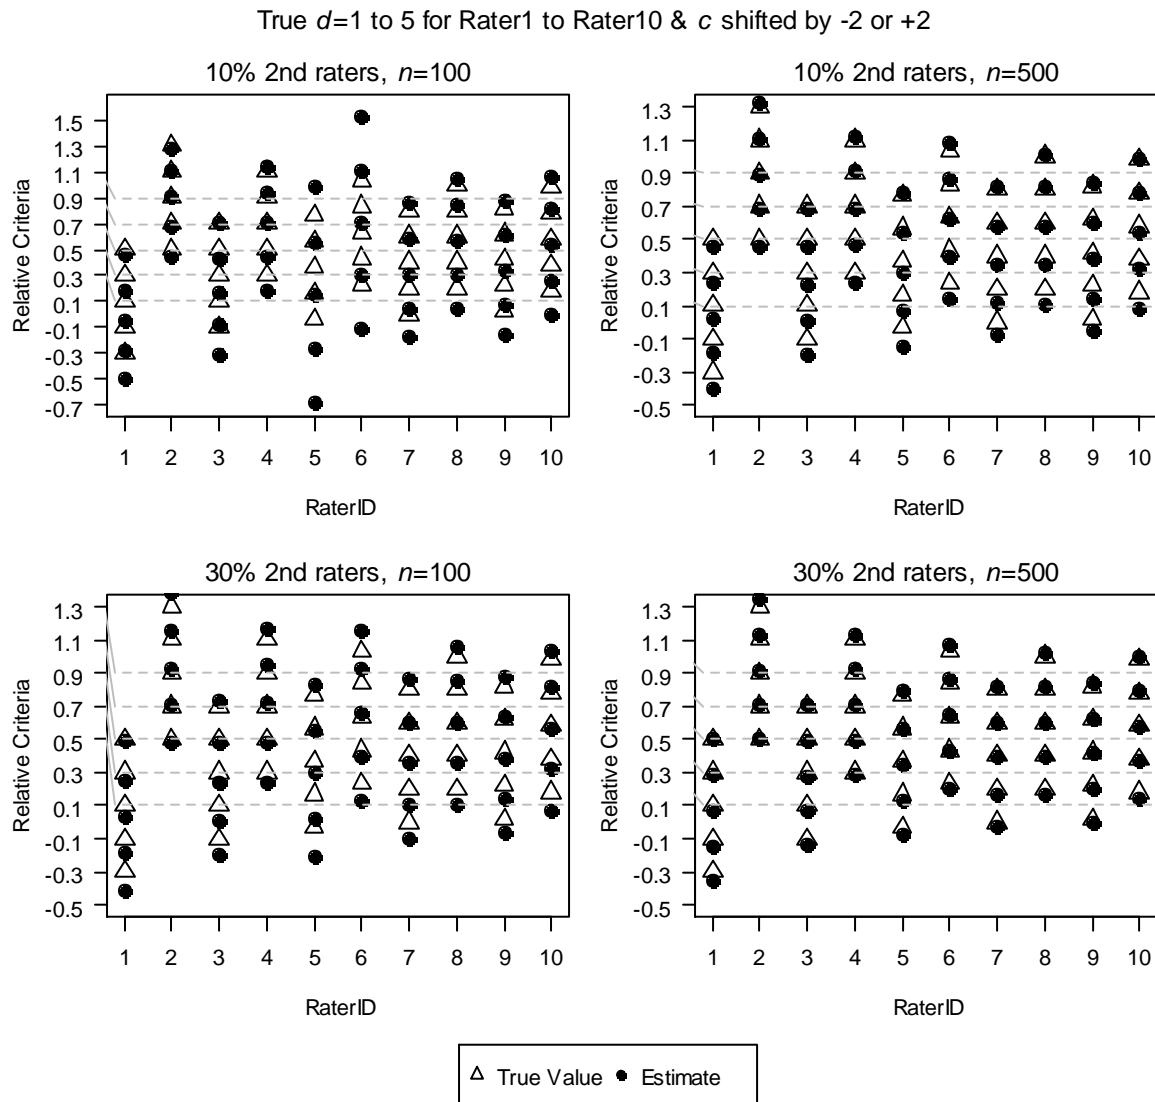 True d=1 to 5 for Rater1 to Rater10 & c shifted by -2 or +2
10% 2nd raters, n=100
Relative Criteria
1.5
1.3
1.1
0.9
0.7
0.5
0.3
0.1
-0.1
-0.3
-0.5
-0.7
1 2 3 4 5 6 7 8 9 10
RaterID
10% 2nd raters, n=500
Relative Criteria
1.3
1.1
0.9
0.7
0.5
0.3
0.1
-0.1
-0.3
-0.5
1 2 3 4 5 6 7 8 9 10
RaterID
30% 2nd raters, n=100
Relative Criteria
1.3
1.1
0.9
0.7
0.5
0.3
0.1
-0.1
-0.3
-0.5
1 2 3 4 5 6 7 8 9 10
RaterID
30% 2nd raters, n=500
Relative Criteria
1.3
1.1
0.9
0.7
0.5
0.3
0.1
-0.1
-0.3
-0.5
1 2 3 4 5 6 7 8 9 10
RaterID
True Value Estimate